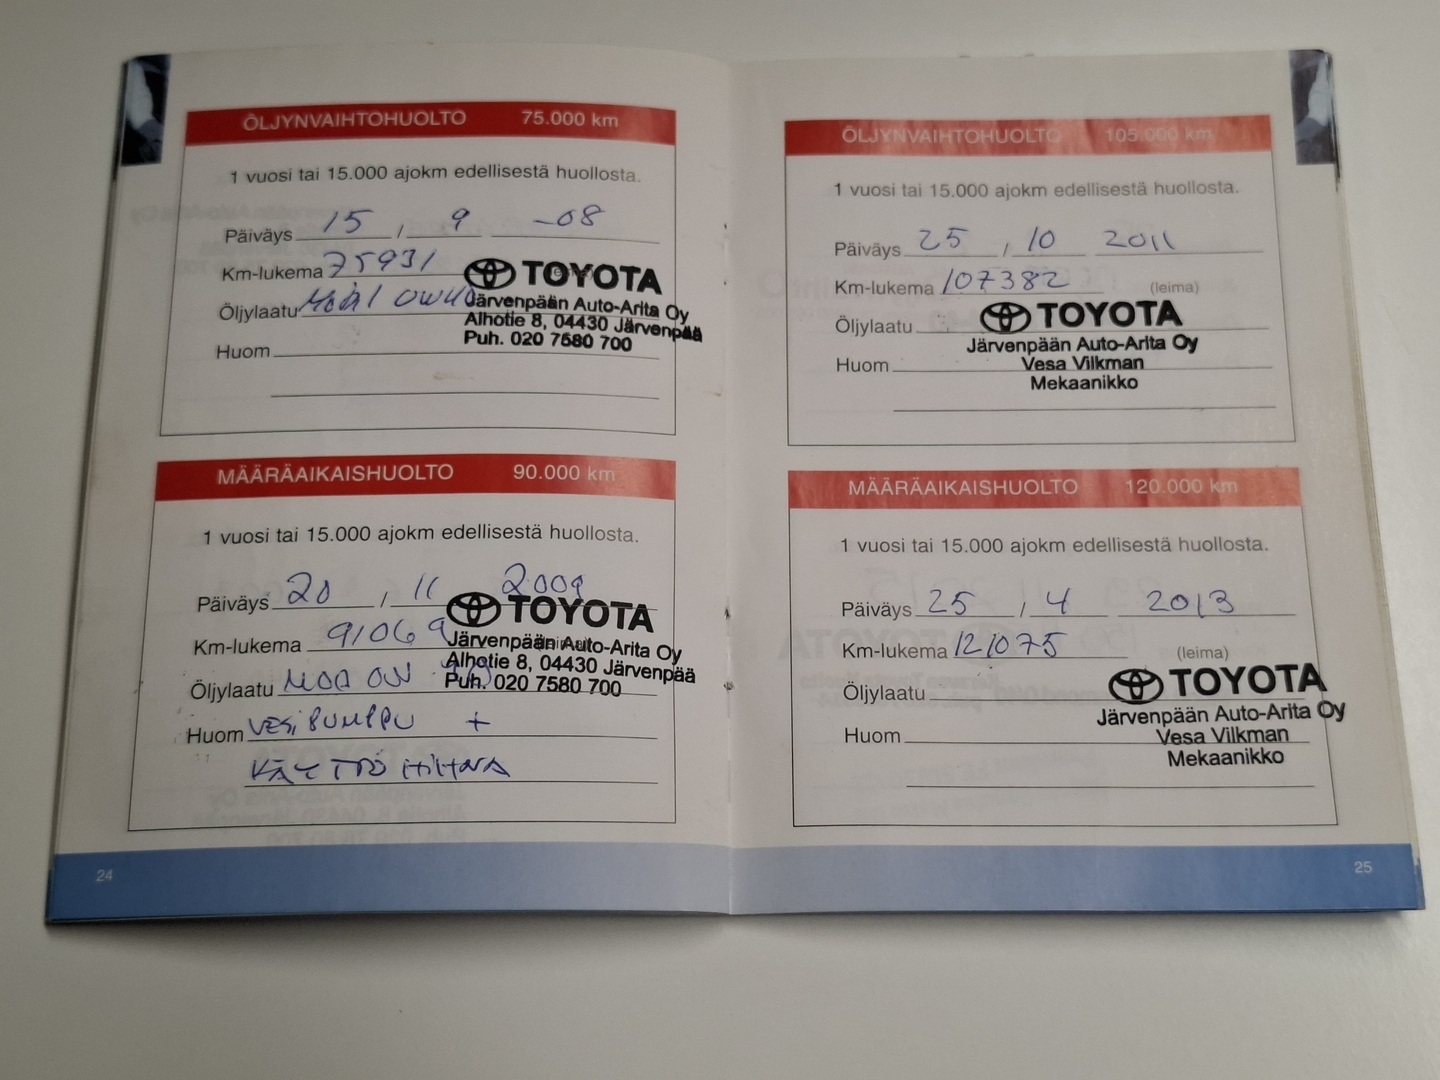 ÖLJYNVAIHTOHUOLTO 75.000 km
1 vuosi tai 15.000 ajokm edellisestä huollosta.
Päiväys 15 , 9 -08
Km-lukema 75931
TOYOTA
Öljylaatu Mobil 0W40
Järvenpään Auto-Arita Oy
Alhotie 8, 04430 Järvenpää
Puh. 020 7580 700
Huom
MÄÄRÄAIKAISHUOLTO 90.000 km
1 vuosi tai 15.000 ajokm edellisestä huollosta.
Päiväys 20 , 11 2009
TOYOTA
Km-lukema 91069
Järvenpään Auto-Arita Oy
Alhotie 8, 04430 Järvenpää
Öljylaatu MOB 0W
Puh. 020 7580 700
Huom VESIPUMPPU +
KÄYTTÖHIHNA
24
ÖLJYNVAIHTOHUOLTO 105.000 km
1 vuosi tai 15.000 ajokm edellisestä huollosta.
Päiväys 25 , 10 2011
Km-lukema 107382 (leima)
Öljylaatu TOYOTA
Järvenpään Auto-Arita Oy
Huom Vesa Vilkman
Mekaanikko
MÄÄRÄAIKAISHUOLTO 120.000 km
1 vuosi tai 15.000 ajokm edellisestä huollosta.
Päiväys 25 , 4 2013
Km-lukema 121075 (leima)
Öljylaatu TOYOTA
Järvenpään Auto-Arita Oy
Huom Vesa Vilkman
Mekaanikko
25